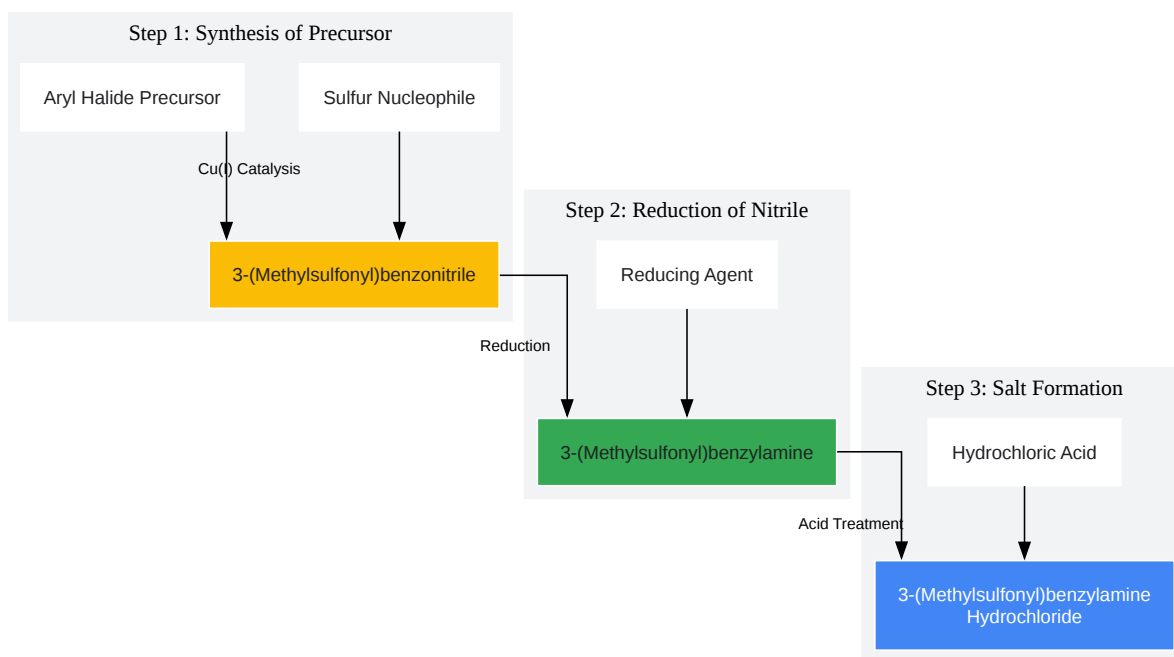 Step 1: Synthesis of Precursor
Aryl Halide Precursor
Sulfur Nucleophile
Cu(I) Catalysis
3-(Methylsulfonyl)benzonitrile
Step 2: Reduction of Nitrile
Reducing Agent
Reduction
3-(Methylsulfonyl)benzylamine
Step 3: Salt Formation
Hydrochloric Acid
Acid Treatment
3-(Methylsulfonyl)benzylamine
Hydrochloride